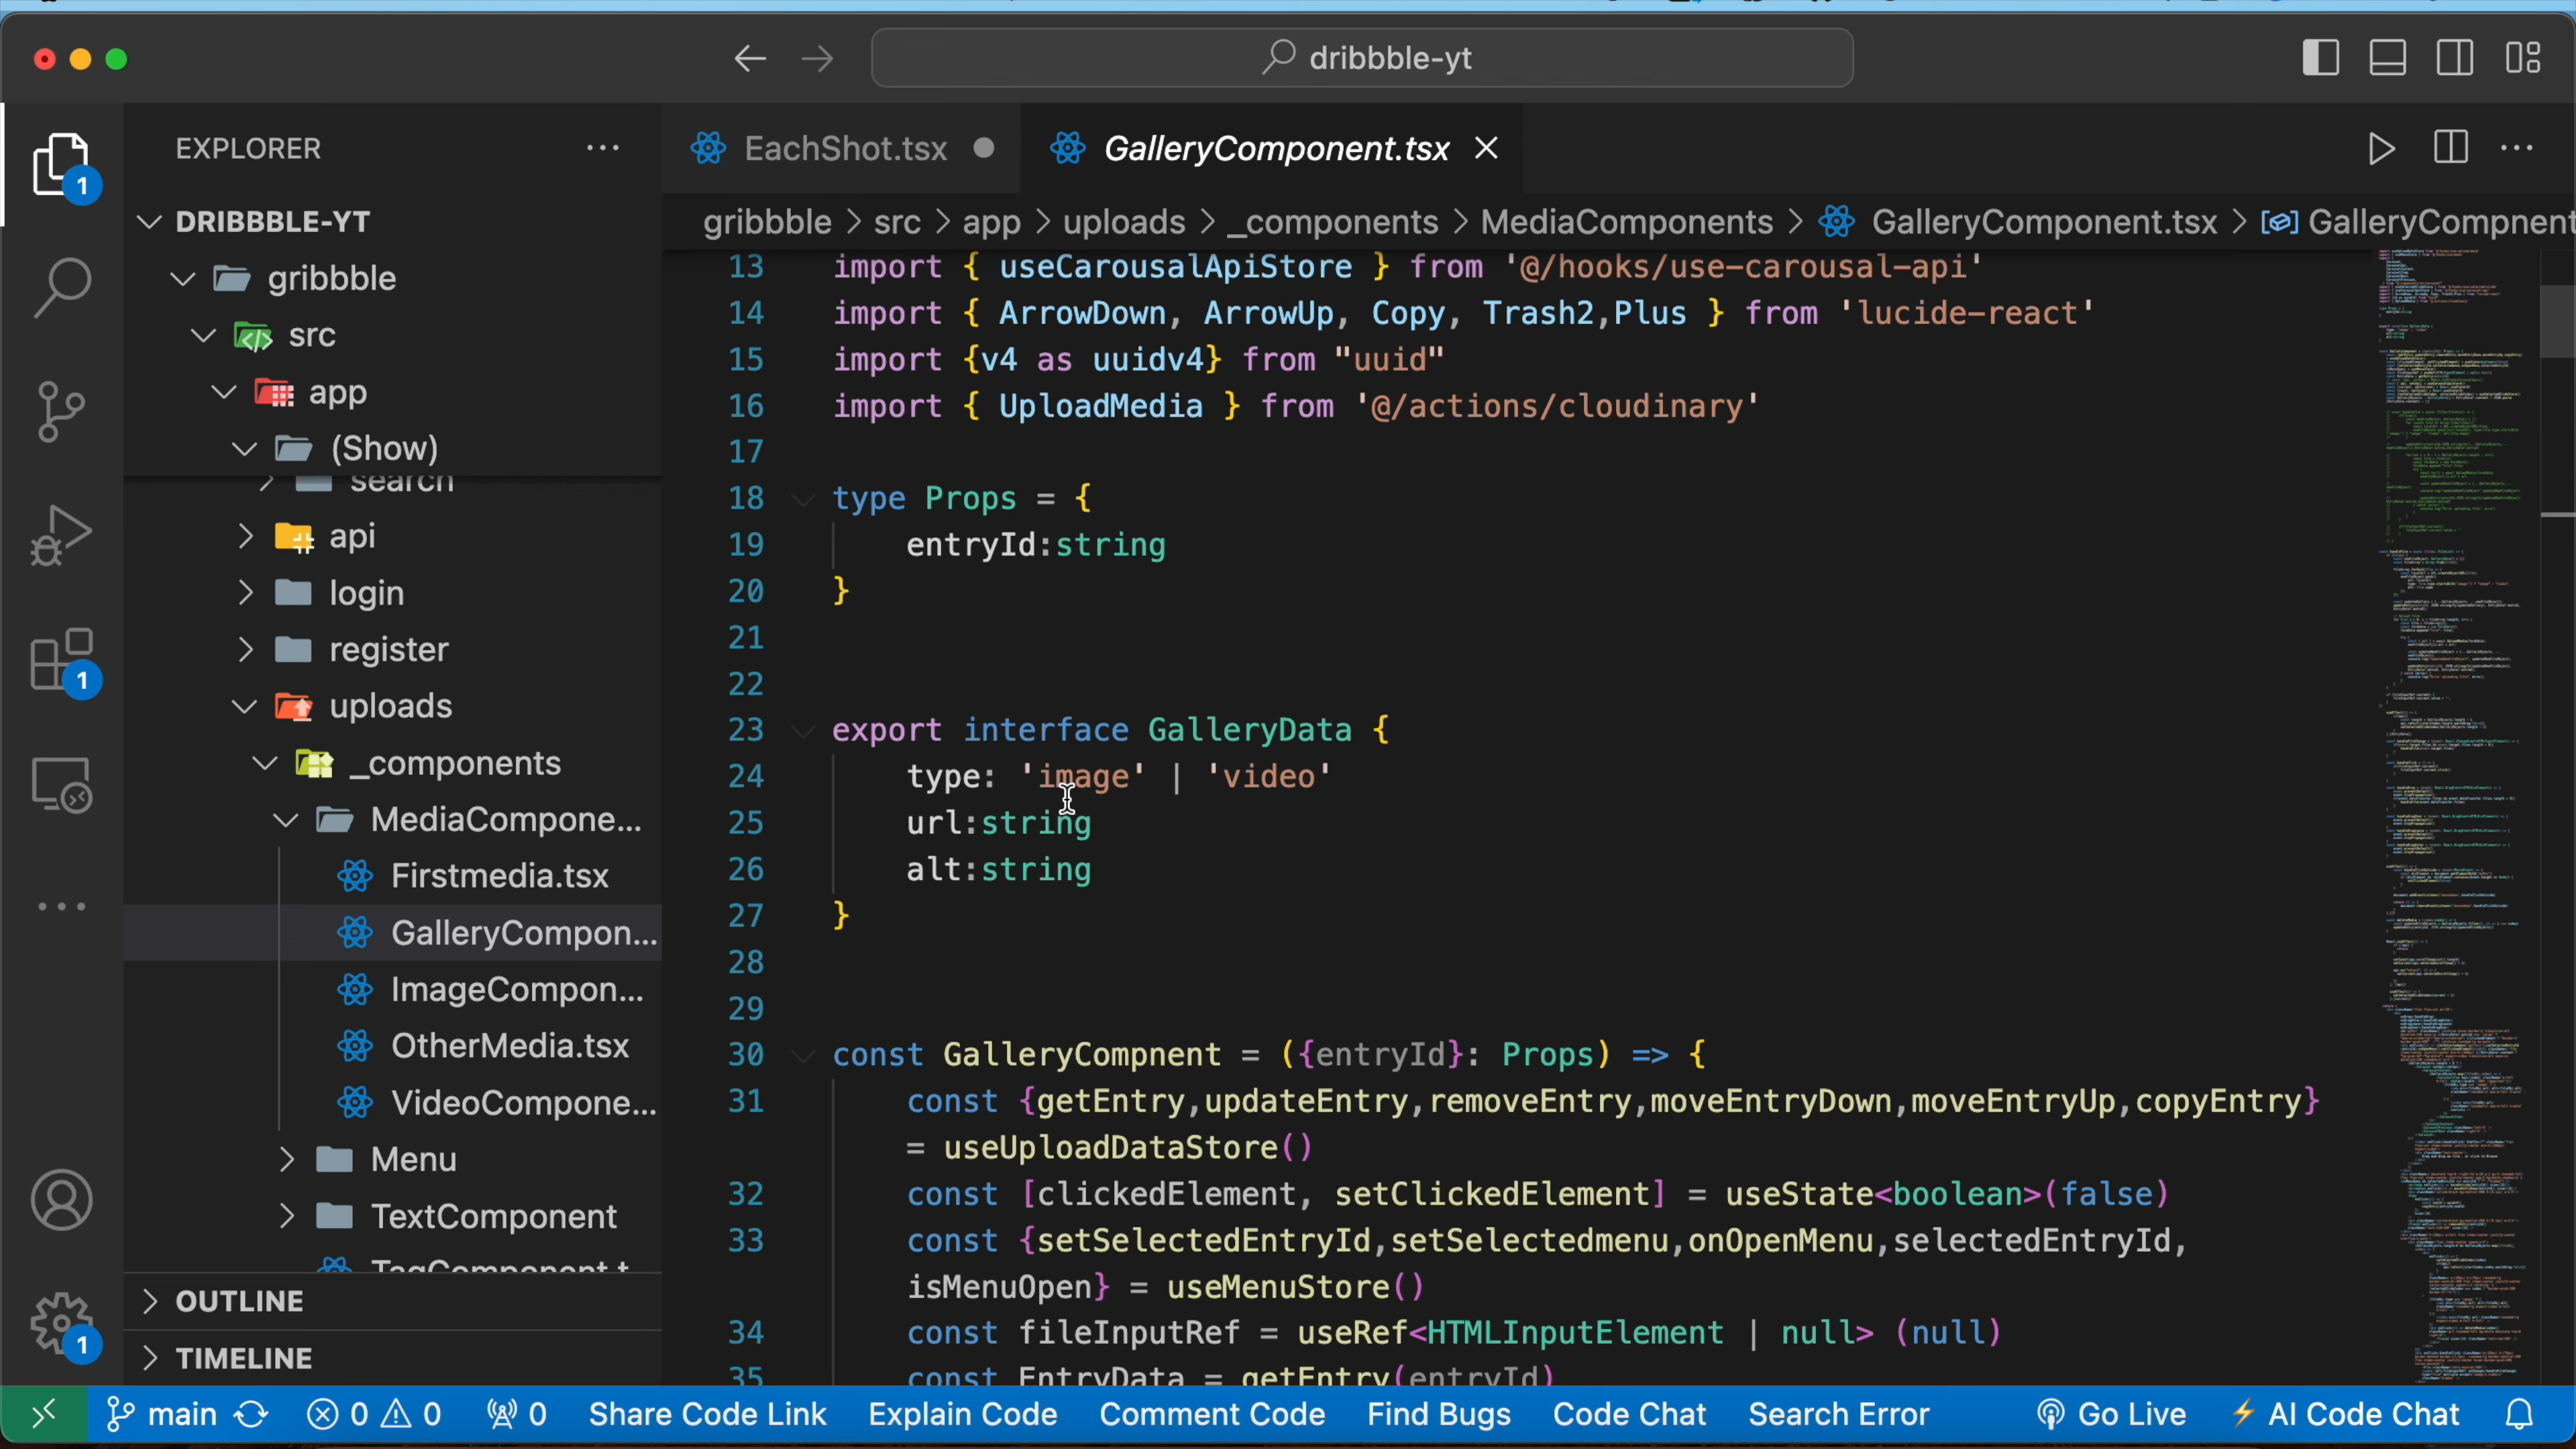 dribbble-yt
EXPLORER
EachShot.tsx
GalleryComponent.tsx
1
DRIBBBLE-YT
gribbble
src
app
(Show)
search
api
login
register
uploads
_components
MediaCompone...
Firstmedia.tsx
GalleryCompon...
ImageCompon...
OtherMedia.tsx
VideoCompone...
Menu
TextComponent
TagComponent.t
OUTLINE
TIMELINE
1
1
gribbble > src > app > uploads > _components > MediaComponents > GalleryComponent.tsx > GalleryCompnent
13 import { useCarousalApiStore } from '@/hooks/use-carousal-api'
14 import { ArrowDown, ArrowUp, Copy, Trash2,Plus } from 'lucide-react'
15 import {v4 as uuidv4} from "uuid"
16 import { UploadMedia } from '@/actions/cloudinary'
17
18 type Props = {
19 entryId:string
20 }
21
22
23 export interface GalleryData {
24 type: 'image' | 'video'
25 url:string
26 alt:string
27 }
28
29
30 const GalleryCompnent = ({entryId}: Props) => {
31 const {getEntry,updateEntry,removeEntry,moveEntryDown,moveEntryUp,copyEntry}
= useUploadDataStore()
32 const [clickedElement, setClickedElement] = useState<boolean>(false)
33 const {setSelectedEntryId,setSelectedmenu,onOpenMenu,selectedEntryId,
isMenuOpen} = useMenuStore()
34 const fileInputRef = useRef<HTMLInputElement | null> (null)
35 const EntryData = getEntry(entryId)
main 0 0 0 Share Code Link Explain Code Comment Code Find Bugs Code Chat Search Error Go Live AI Code Chat